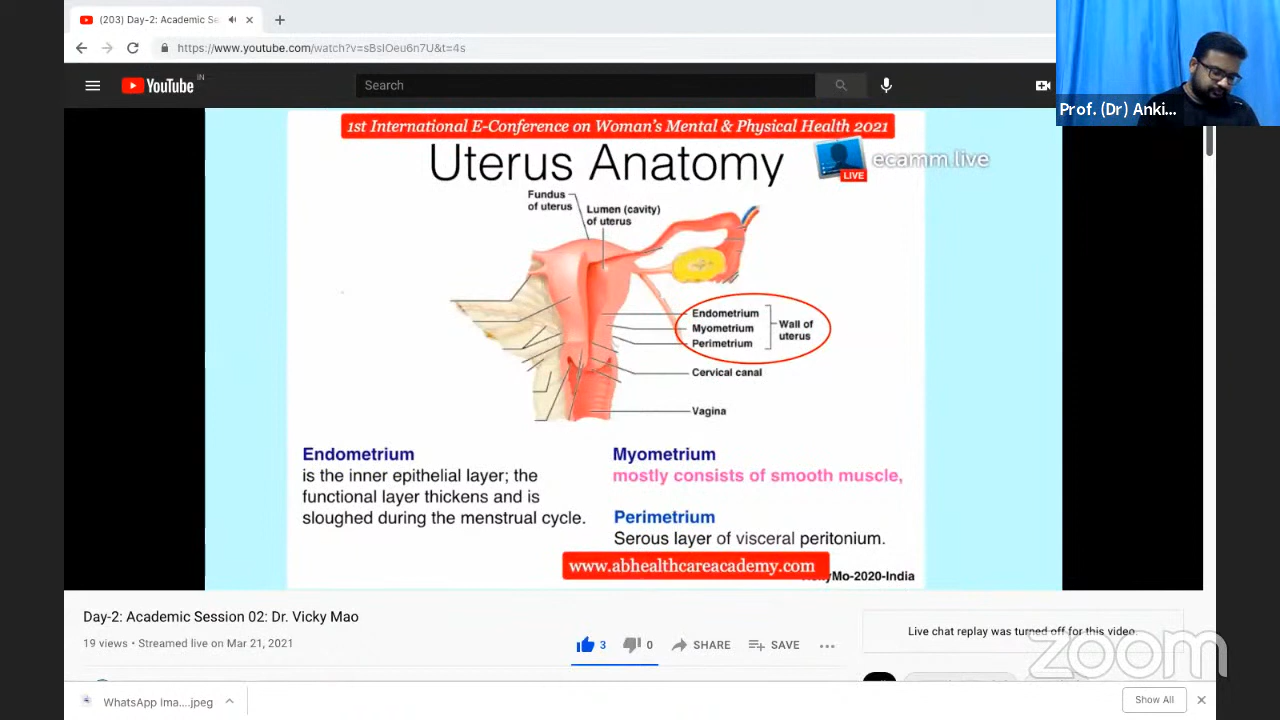 (203) Day-2: Academic Se
https://www.youtube.com/watch?v=sBsIOeu6n7U&t=4s
YouTube IN
Search
Prof. (Dr) Anki...
1st International E-Conference on Woman's Mental & Physical Health 2021
Uterus Anatomy
ecamm.live
LIVE
Fundus
of uterus
Lumen (cavity)
of uterus
Endometrium
Myometrium
Perimetrium
Wall of
uterus
Cervical canal
Vagina
Endometrium
is the inner epithelial layer; the
functional layer thickens and is
sloughed during the menstrual cycle.
Myometrium
mostly consists of smooth muscle,
Perimetrium
Serous layer of visceral peritonium.
www.abhealthcareacademy.com
Mo-2020-India
Day-2: Academic Session 02: Dr. Vicky Mao
19 views • Streamed live on Mar 21, 2021
3
0
SHARE
SAVE
Live chat replay was turned off for this video.
zoom
WhatsApp Ima....jpeg
Show All